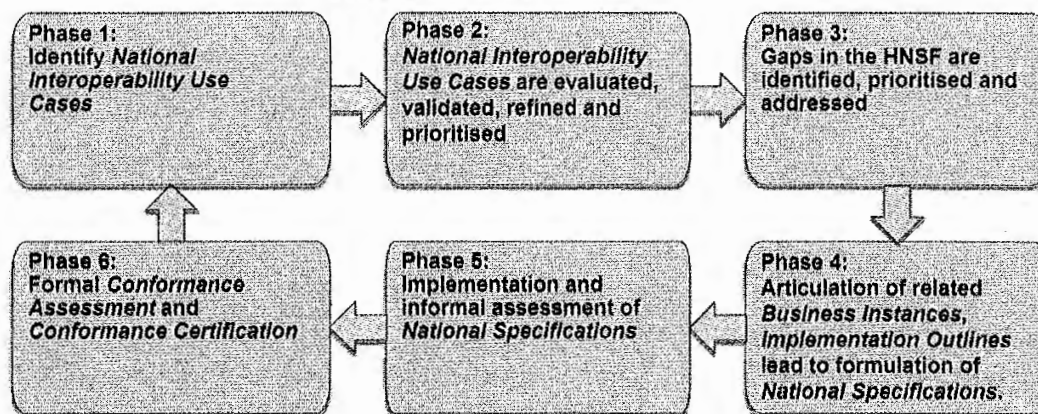 Phase 1:
Identify National
Interoperability Use
Cases
Phase 2:
National Interoperability
Use Cases are evaluated,
validated, refined and
prioritised
Phase 3:
Gaps in the HNSF are
identified, prioritised and
addressed
Phase 4:
Articulation of related
Business Instances,
Implementation Outlines
lead to formulation of
National Specifications.
Phase 5:
Implementation and
informal assessment of
National Specifications
Phase 6:
Formal Conformance
Assessment and
Conformance Certification